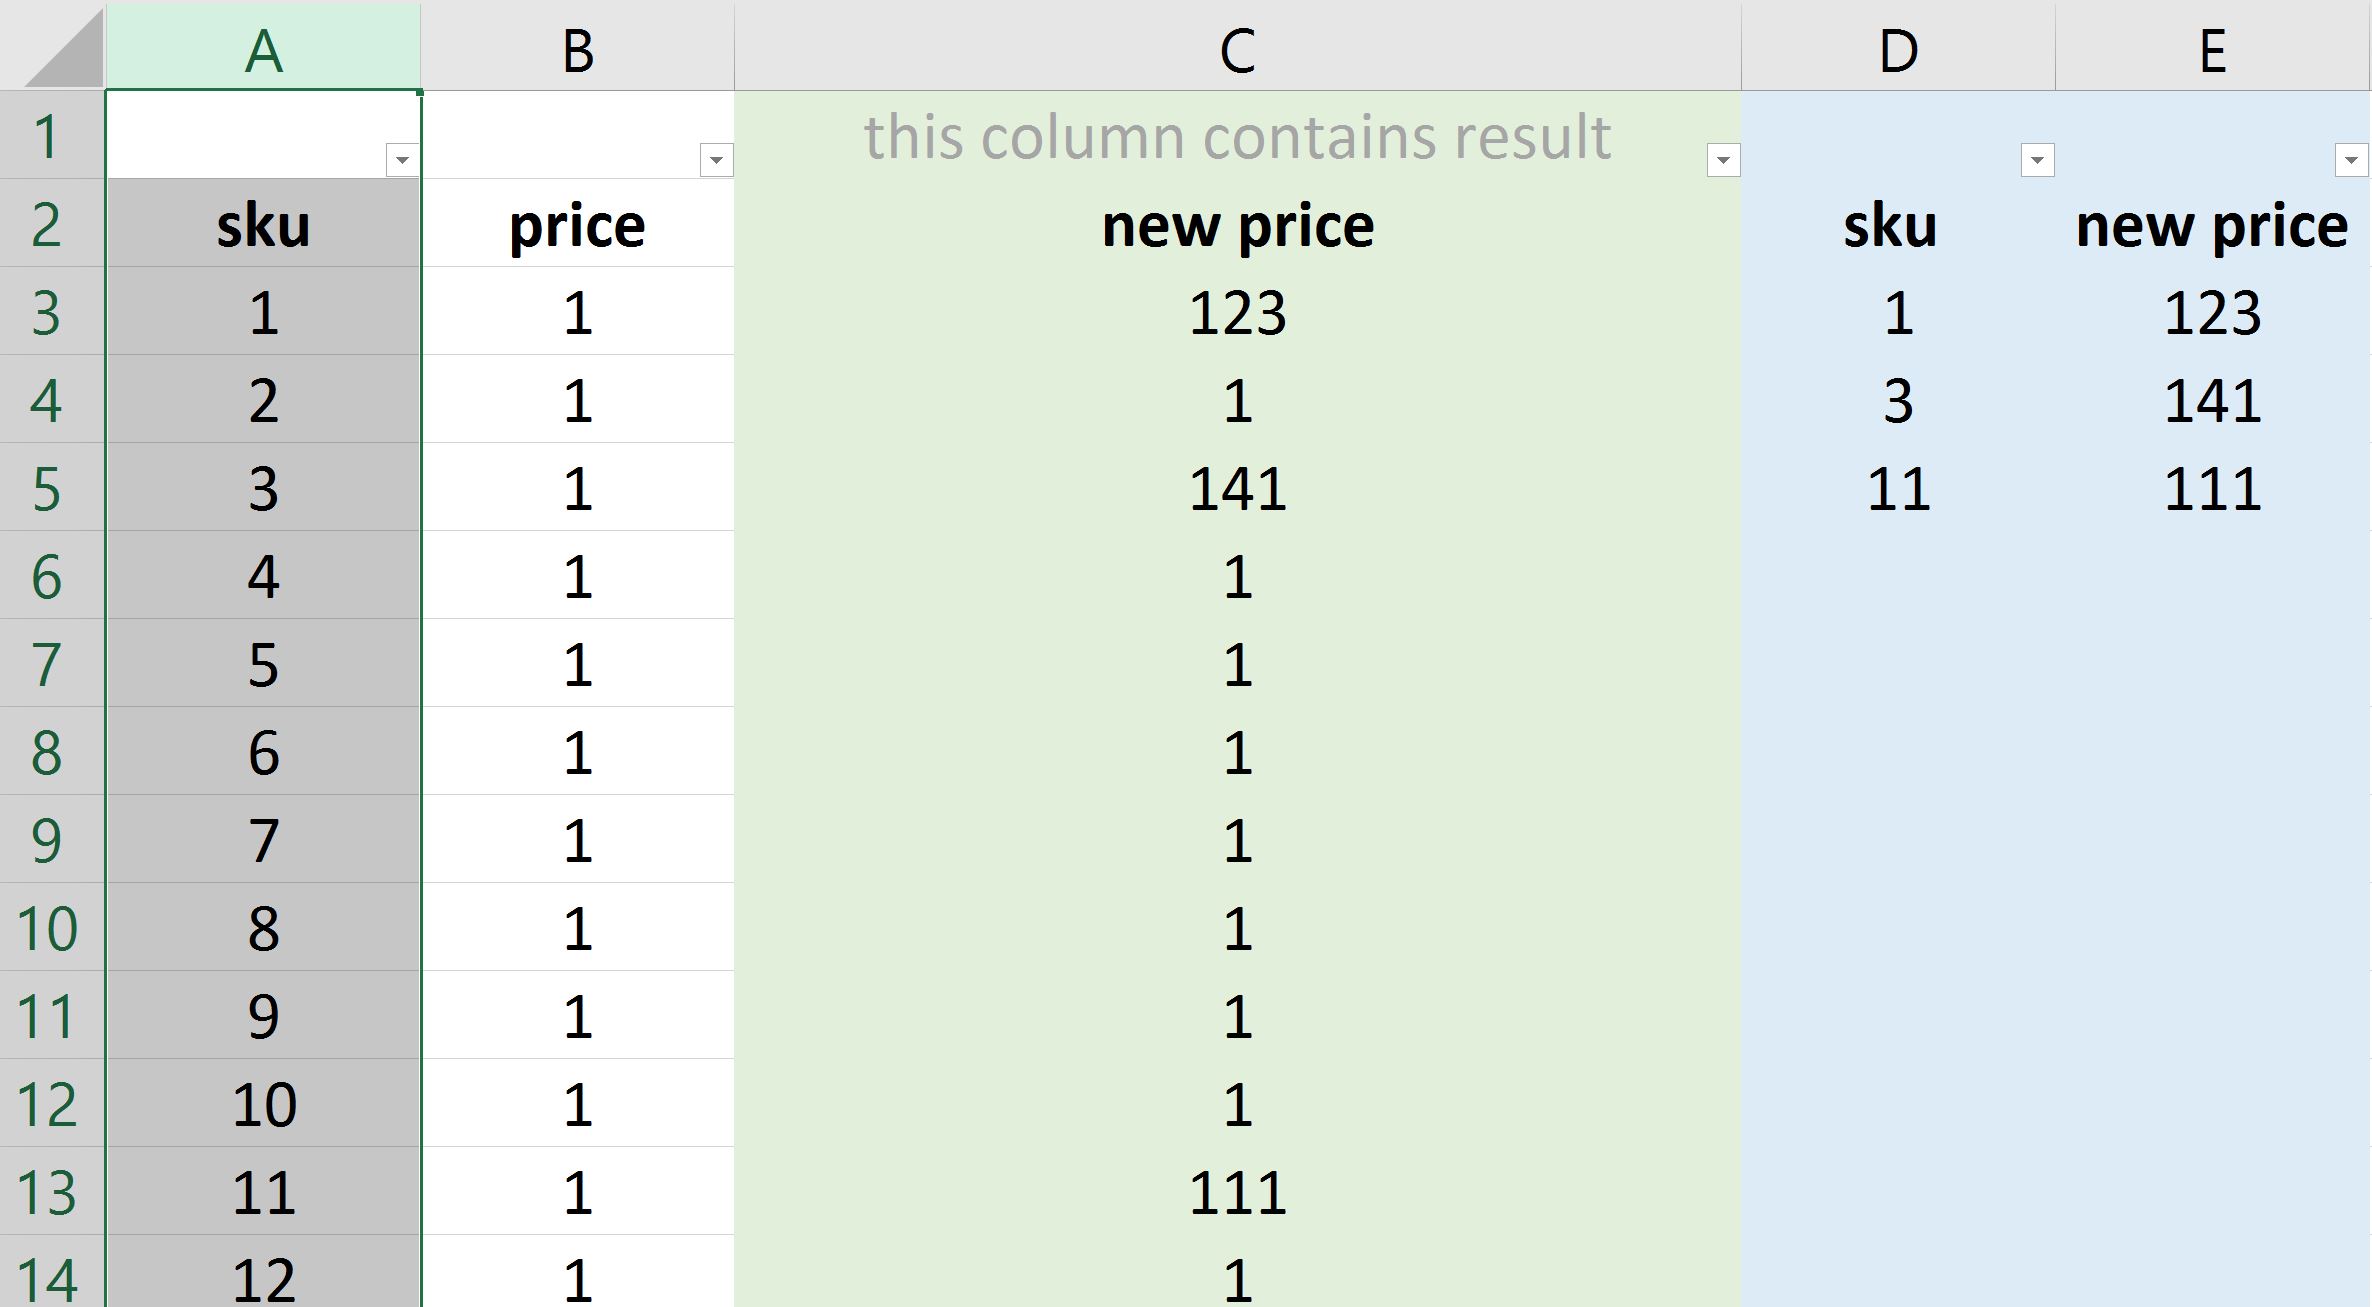 A B C D E
1 this column contains result
2 sku price new price sku new price
3 1 1 123 1 123
4 2 1 1 3 141
5 3 1 141 11 111
6 4 1 1
7 5 1 1
8 6 1 1
9 7 1 1
10 8 1 1
11 9 1 1
12 10 1 1
13 11 1 111
14 12 1 1